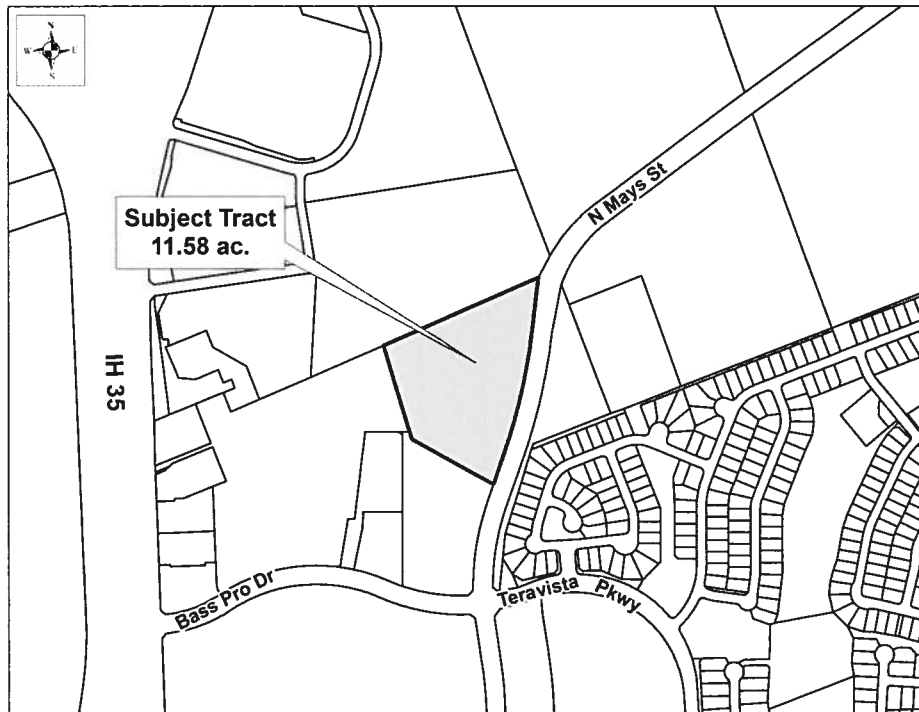 N
W E
S
N Mays St
Subject Tract
11.58 ac.
IH 35
Bass Pro Dr
Teravista Pkwy